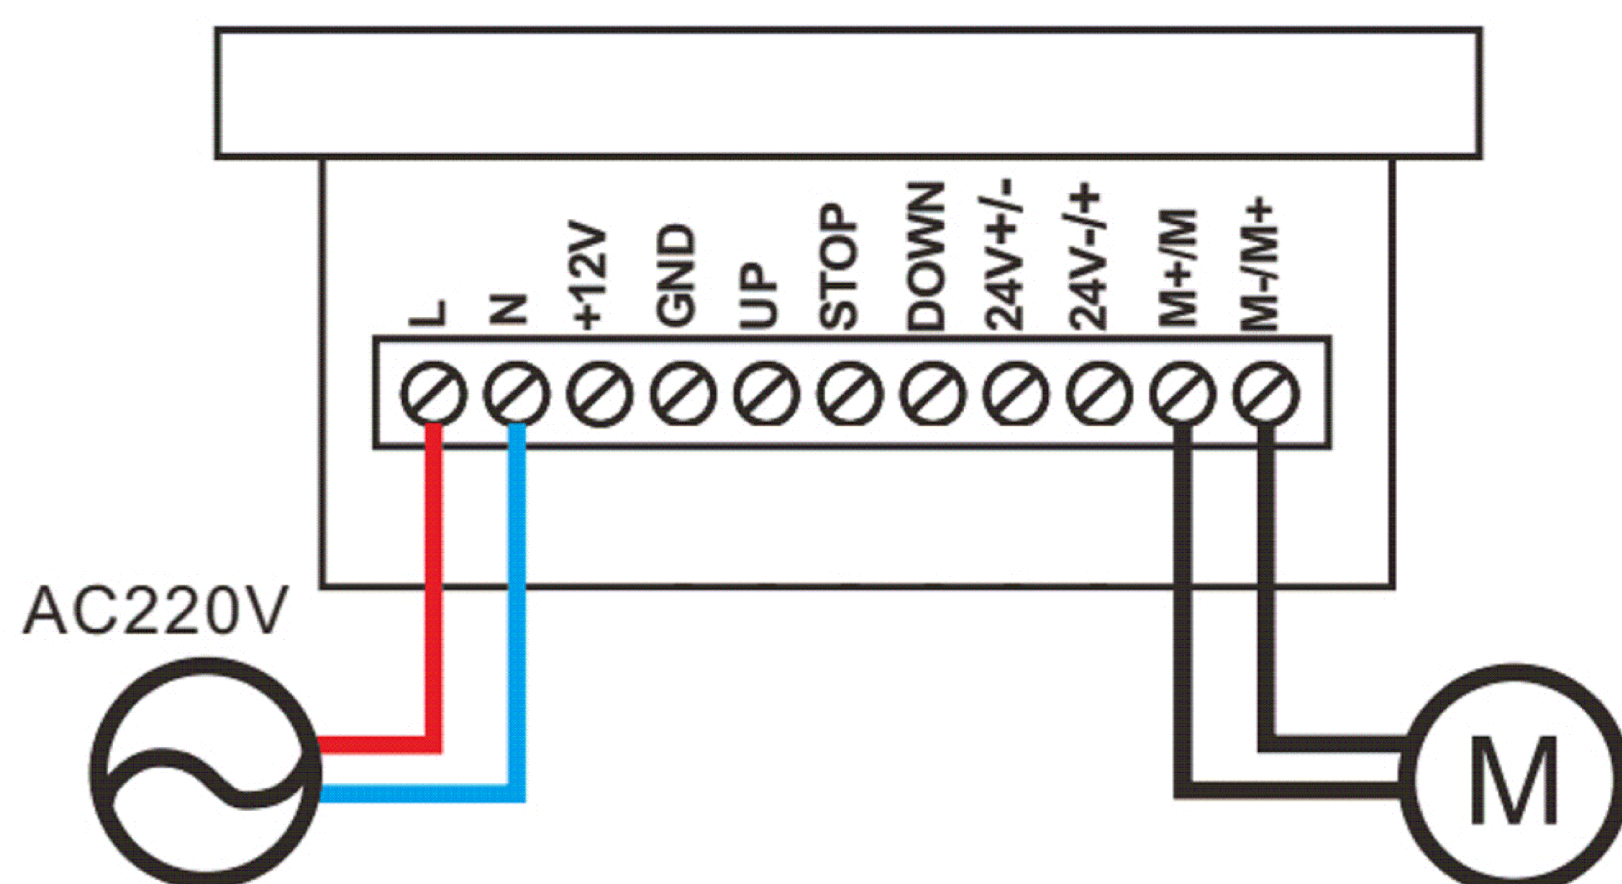 L
N
+12V
GND
UP
STOP
DOWN
24V+/-
24V-/+
M+/M
M-/M+
AC220V
M